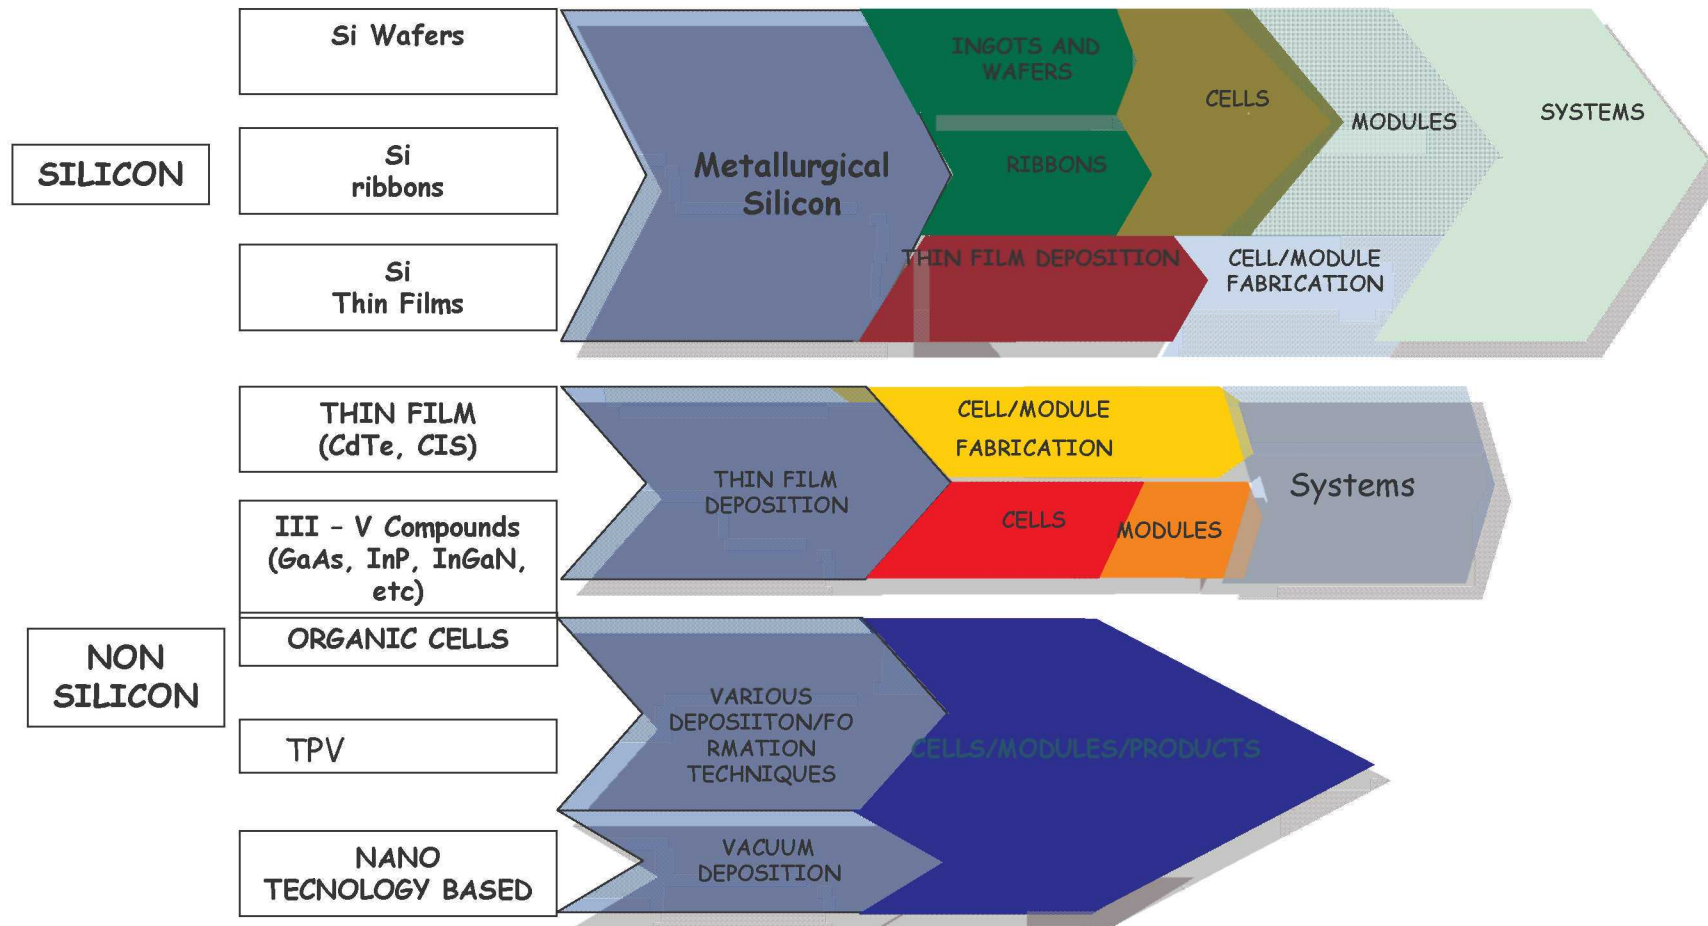 SILICON
Si Wafers
Si
ribbons
Si
Thin Films
Metallurgical
Silicon
INGOTS AND
WAFERS
RIBBONS
CELLS
MODULES
SYSTEMS
THIN FILM DEPOSITION
CELL/MODULE
FABRICATION
NON
SILICON
THIN FILM
(CdTe, CIS)
III - V Compounds
(GaAs, InP, InGaN,
etc)
ORGANIC CELLS
TPV
NANO
TECNOLOGY BASED
THIN FILM
DEPOSITION
CELL/MODULE
FABRICATION
CELLS
MODULES
Systems
VARIOUS
DEPOSIITON/FO
RMATION
TECHNIQUES
CELLS/MODULES/PRODUCTS
VACUUM
DEPOSITION